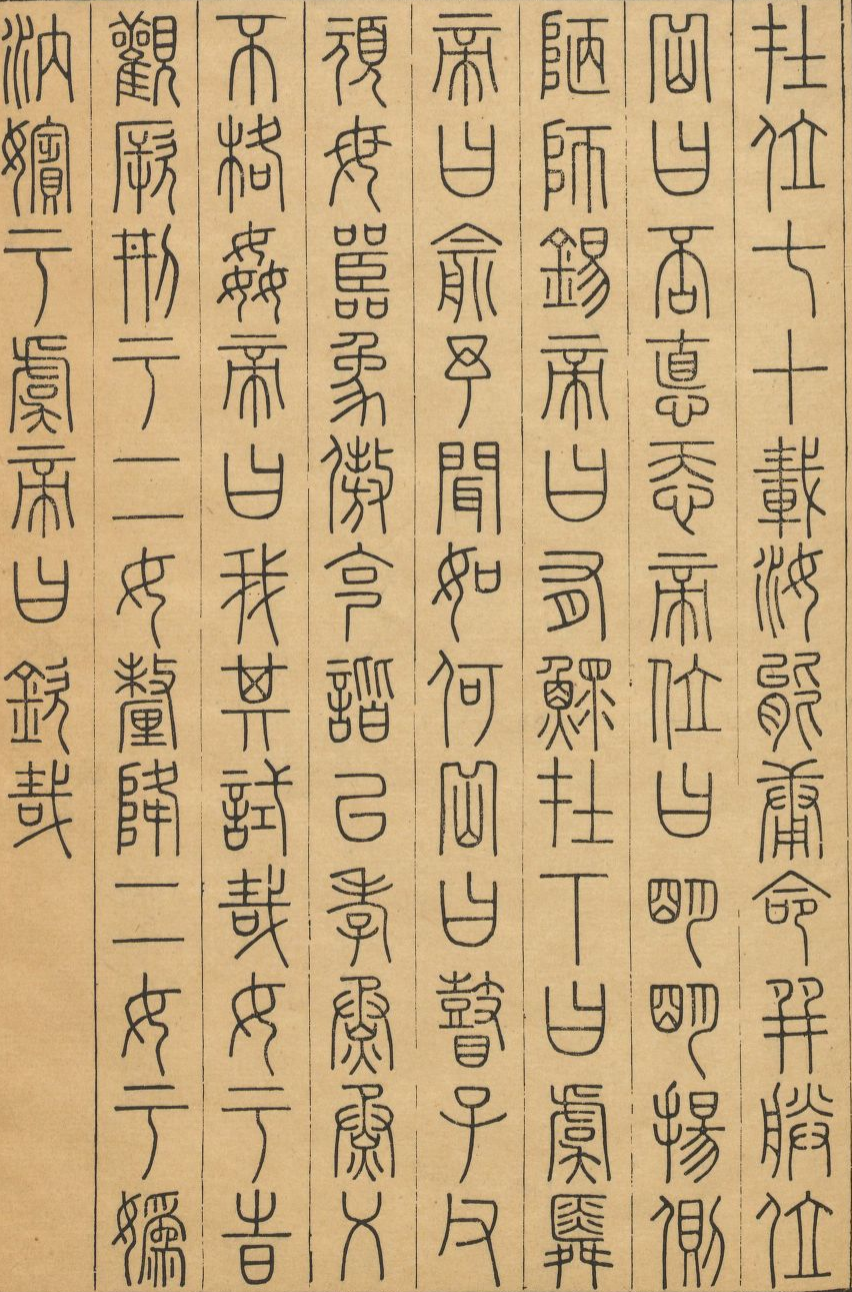 在位七十載汝能庸命巽朕位
岳曰否悳忝帝位曰明明揚側
陋師錫帝曰有鰥在下曰虞舜
帝曰俞予聞如何岳曰瞽子父
頑母嚚象傲克諧以孝烝烝乂
不格姦帝曰我其試哉女于時
觀厥刑于二女釐降二女于媯
汭嬪于虞帝曰欽哉